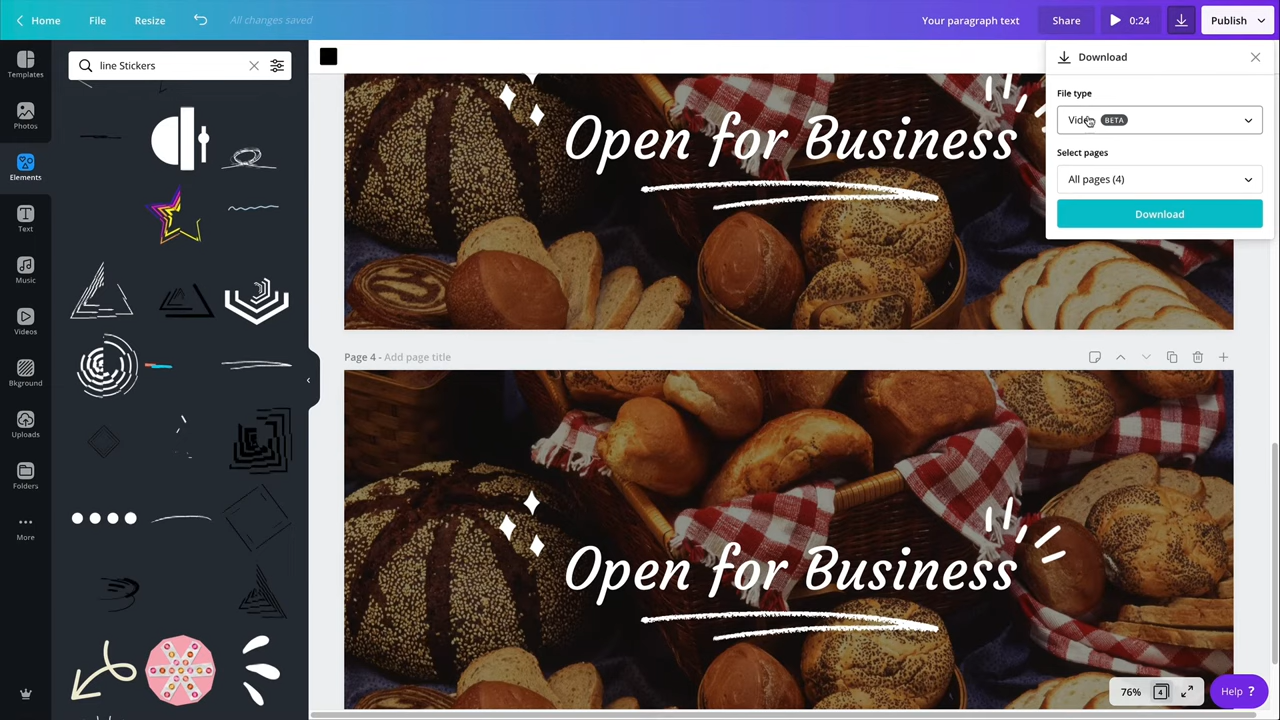 Home File Resize All changes saved Your paragraph text Share 0:24 Publish
line Stickers
Templates
Photos
Elements
Text
Music
Videos
Bkground
Uploads
Folders
More
Open for Business
Page 4 - Add page title
Open for Business
Download
File type
Video BETA
Select pages
All pages (4)
Download
76% 4 Help ?